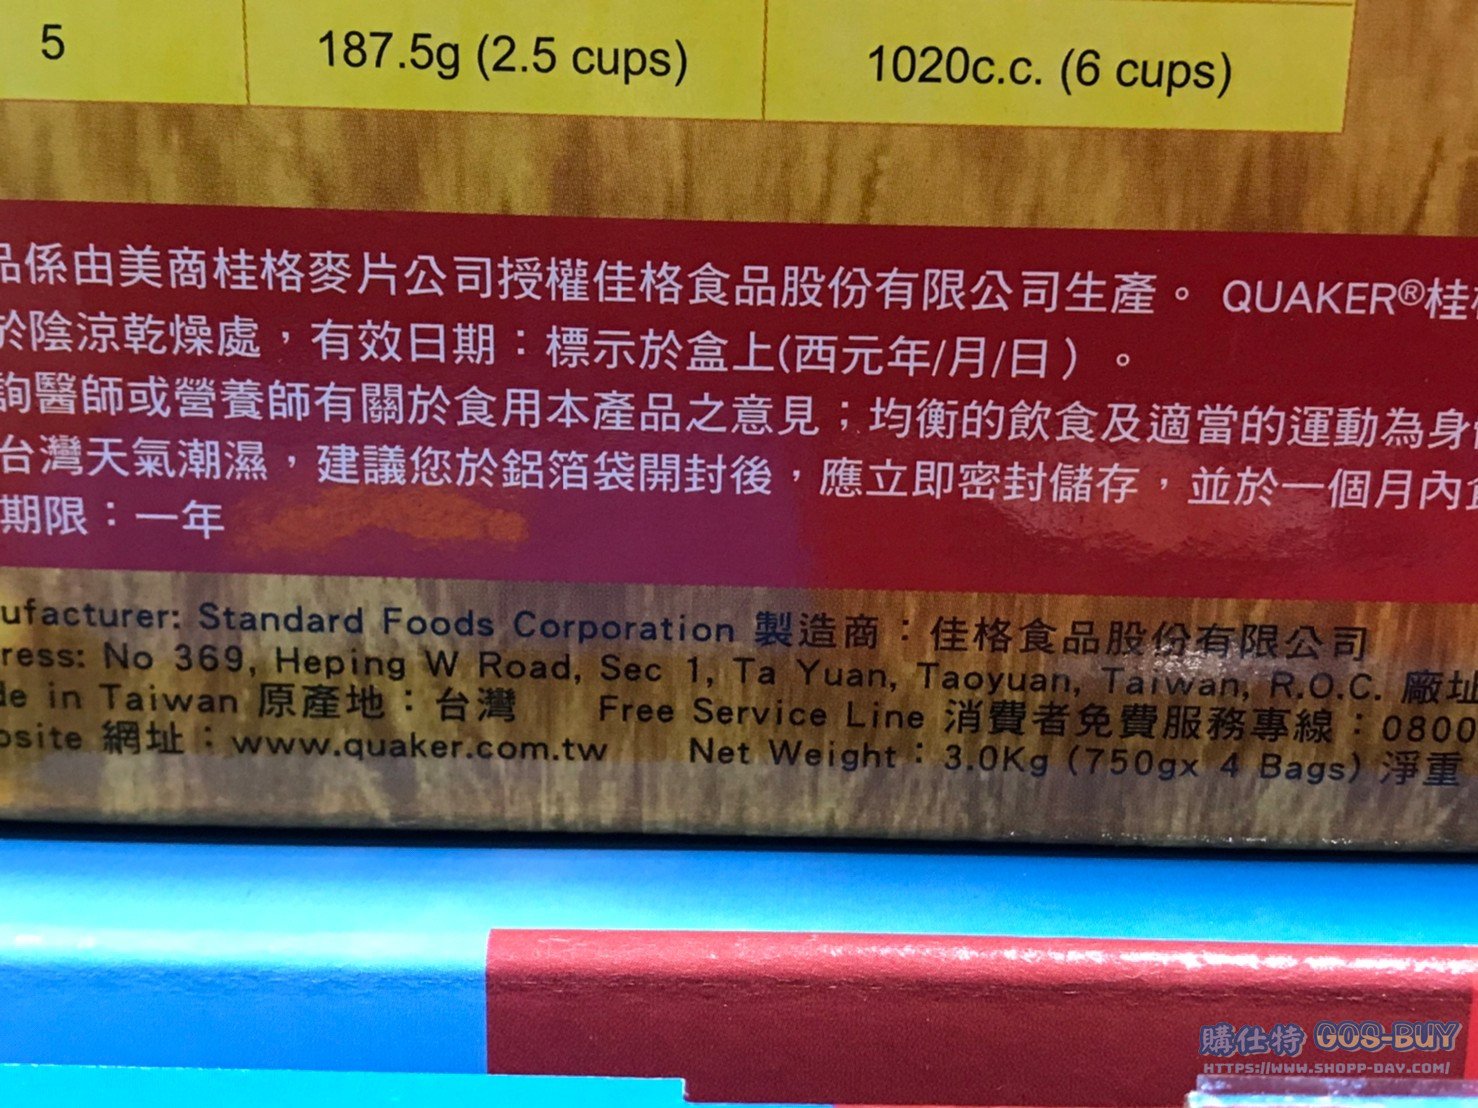 5 187.5g (2.5 cups) 1020c.c. (6 cups)
品係由美商桂格麥片公司授權佳格食品股份有限公司生產。 QUAKER®桂
於陰涼乾燥處，有效日期：標示於盒上(西元年/月/日）。
詢醫師或營養師有關於食用本產品之意見；均衡的飲食及適當的運動為身
台灣天氣潮濕，建議您於鋁箔袋開封後，應立即密封儲存，並於一個月內食
期限：一年
ufacturer: Standard Foods Corporation 製造商：佳格食品股份有限公司
ress: No 369, Heping W Road, Sec 1, Ta Yuan, Taoyuan, Taiwan, R.O.C. 廠址
de in Taiwan 原產地：台灣 Free Service Line 消費者免費服務專線：0800
osite 網址：www.quaker.com.tw Net Weight：3.0Kg (750gx 4 Bags) 淨重
購仕特 GOS-BUY
HTTPS://WWW.SHOPP-DAY.COM/